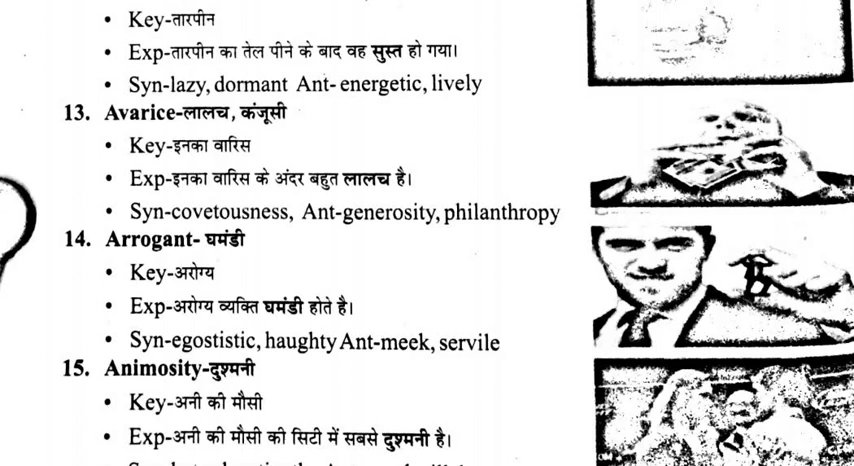 • Key-तारपीन
• Exp-तारपीन का तेल पीने के बाद वह सुस्त हो गया।
• Syn-lazy, dormant Ant- energetic, lively
13. Avarice-लालच, कंजूसी
• Key-इनका वारिस
• Exp-इनका वारिस के अंदर बहुत लालच है।
• Syn-covetousness, Ant-generosity, philanthropy
14. Arrogant- घमंडी
• Key-अरोग्य
• Exp-अरोग्य व्यक्ति घमंडी होते है।
• Syn-egostistic, haughty Ant-meek, servile
15. Animosity-दुश्मनी
• Key-अनी की मौसी
• Exp-अनी की मौसी की सिटी में सबसे दुश्मनी है।